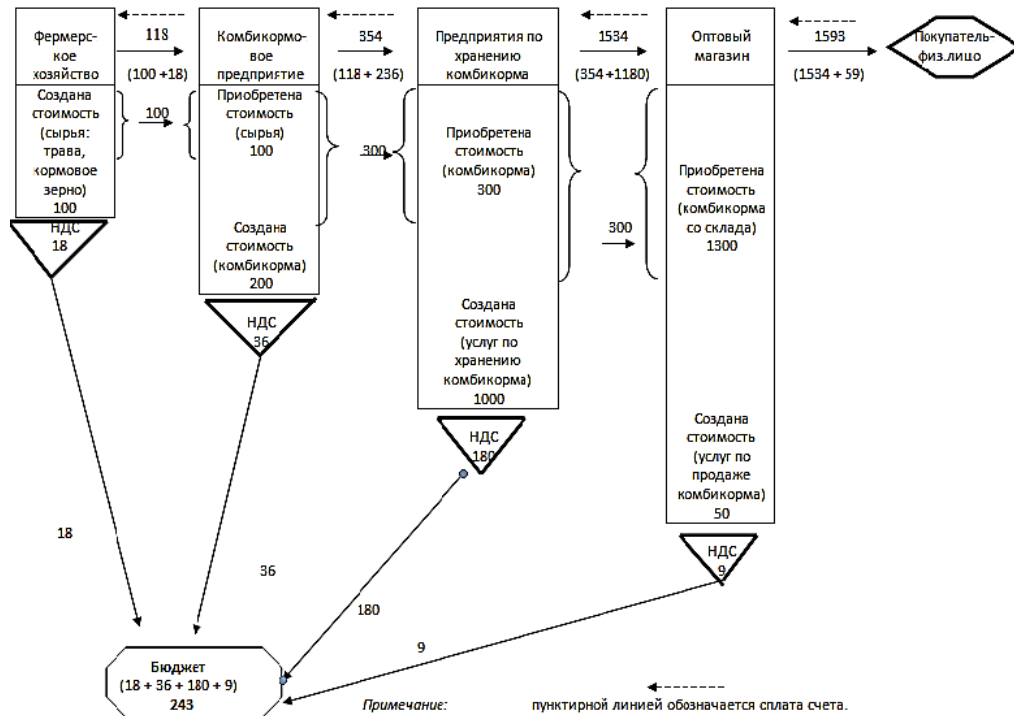 фермерс-
кое
хозяйство
118
(100 +18)
Комбикормо-
вое
предприятие
354
(118 + 236)
Предприятия по
хранению
комбикорма
1534
(354 +1180)
Оптовый
магазин
1593
(1534 + 59)
Покупатель-
физ.лицо
Создана
стоимость
(сырья:
трава,
кормовое
зерно)
100
100
Приобретена
стоимость
(сырья)
100
Создана
стоимость
(комбикорма)
200
300
Приобретена
стоимость
(комбикорма)
300
Создана
стоимость
(услуг по
хранению
комбикорма)
1000
300
Приобретена
стоимость
(комбикорма
со склада)
1300
Создана
стоимость
(услуг по
продаже
комбикорма)
50
НДС
18
НДС
36
НДС
180
НДС
9
18
36
180
9
Бюджет
(18 + 36 + 180 + 9)
243
Примечание:
пунктирной линией обозначается сплата счета.